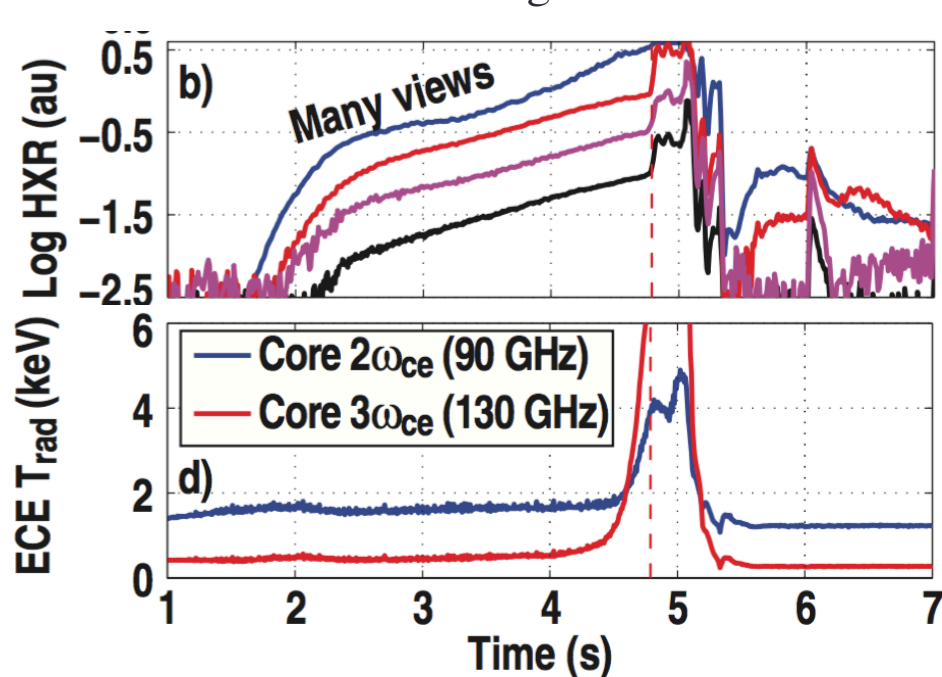 g
0.5
−0.5
−1.5
−2.5
Log HXR (au)
b)
Many views
6
4
2
0
ECE T_rad (keV)
Core 2ω_ce (90 GHz)
Core 3ω_ce (130 GHz)
d)
1 2 3 4 5 6 7
Time (s)